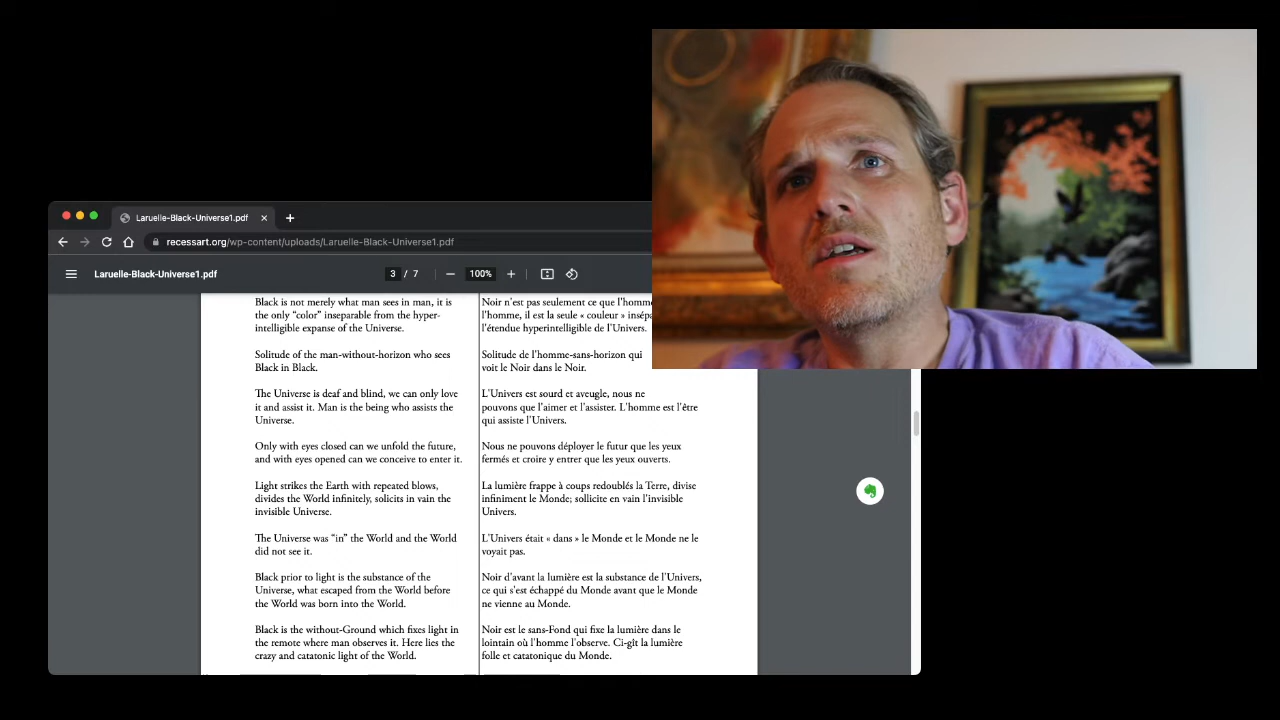 Laruelle-Black-Universe1.pdf
recessart.org/wp-content/uploads/Laruelle-Black-Universe1.pdf
Laruelle-Black-Universe1.pdf
3 / 7
100%
Black is not merely what man sees in man, it is
the only “color” inseparable from the hyper-
intelligible expanse of the Universe.
Solitude of the man-without-horizon who sees
Black in Black.
The Universe is deaf and blind, we can only love
it and assist it. Man is the being who assists the
Universe.
Only with eyes closed can we unfold the future,
and with eyes opened can we conceive to enter it.
Light strikes the Earth with repeated blows,
divides the World infinitely, solicits in vain the
invisible Universe.
The Universe was “in” the World and the World
did not see it.
Black prior to light is the substance of the
Universe, what escaped from the World before
the World was born into the World.
Black is the without-Ground which fixes light in
the remote where man observes it. Here lies the
crazy and catatonic light of the World.
Noir n'est pas seulement ce que l'homme
l'homme, il est la seule « couleur »
l'étendue hyperintelligible de l'Univers.
Solitude de l'homme-sans-horizon qui
voit le Noir dans le Noir.
L'Univers est sourd et aveugle, nous ne
pouvons que l'aimer et l'assister. L'homme est l'être
qui assiste l'Univers.
Nous ne pouvons déployer le futur que les yeux
fermés et croire y entrer que les yeux ouverts.
La lumière frappe à coups redoublés la Terre, divise
infiniment le Monde; sollicite en vain l'invisible
Univers.
L'Univers était « dans » le Monde et le Monde ne le
voyait pas.
Noir d'avant la lumière est la substance de l'Univers,
ce qui s'est échappé du Monde avant que le Monde
ne vienne au Monde.
Noir est le sans-Fond qui fixe la lumière dans le
lointain où l'homme l'observe. Ci-gît la lumière
folle et catatonique du Monde.